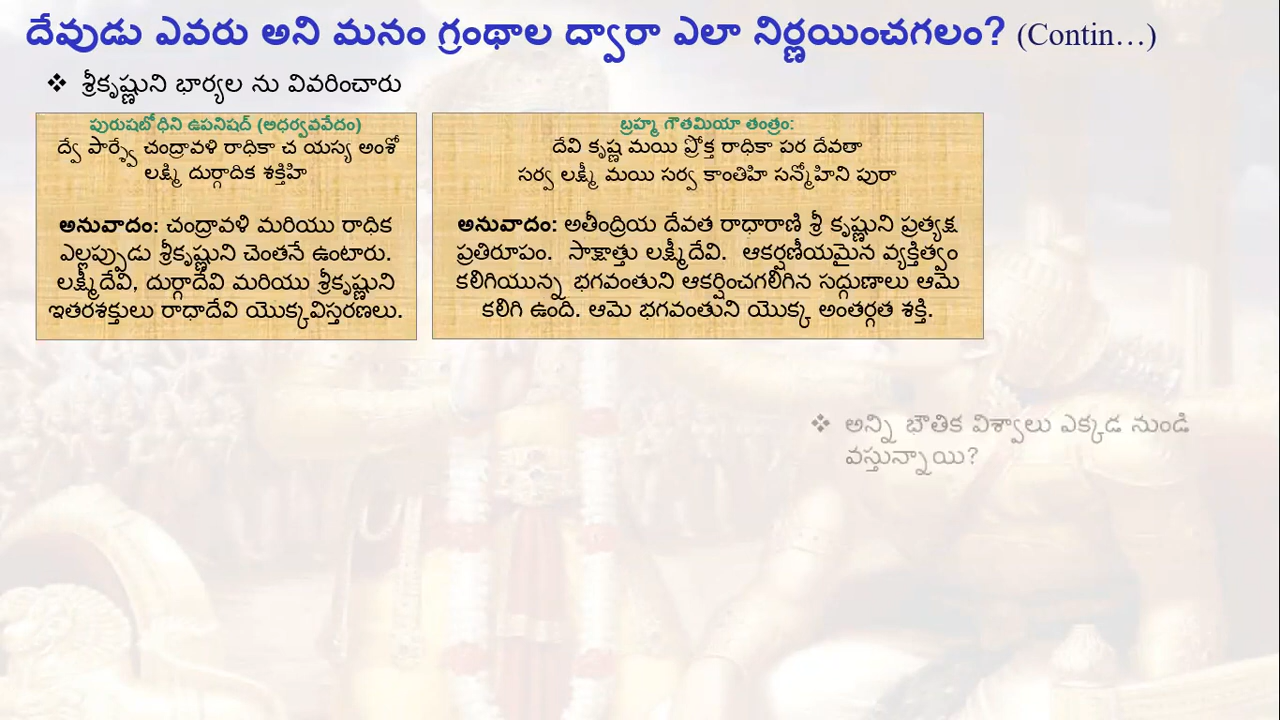 దేవుడు ఎవరు అని మనం గ్రంథాల ద్వారా ఎలా నిర్ణయించగలం? (Contin…)
❖ శ్రీకృష్ణుని భార్యల ను వివరించారు
పురుషబోధిని ఉపనిషద్ (అధర్వవవేదం)
ద్వే పార్శ్వే చంద్రావళి రాధికా చ యస్య అంశో
లక్ష్మీ దుర్గాదిక శక్తిహి
అనువాదం: చంద్రావళి మరియు రాధిక
ఎల్లప్పుడు శ్రీకృష్ణుని చెంతనే ఉంటారు.
లక్ష్మీదేవి, దుర్గాదేవి మరియు శ్రీకృష్ణుని
ఇతరశక్తులు రాధాదేవి యొక్కవిస్తరణలు.
బ్రహ్మ గౌతమియా తంత్రం:
దేవి కృష్ణ మయి ప్రోక్త రాధికా పర దేవతా
సర్వ లక్ష్మీ మయి సర్వ కాంతిహి సన్మోహిని పురా
అనువాదం: అతీంద్రియ దేవత రాధారాణి శ్రీ కృష్ణుని ప్రత్యక్ష
ప్రతిరూపం. సాక్షాత్తు లక్ష్మీదేవి. ఆకర్షణీయమైన వ్యక్తిత్వం
కలిగియున్న భగవంతుని ఆకర్షించగలిగిన సద్గుణాలు ఆమె
కలిగి ఉంది. ఆమె భగవంతుని యొక్క అంతర్గత శక్తి.
❖ అన్ని భౌతిక విశ్వాలు ఎక్కడ నుండి
వస్తున్నాయి?